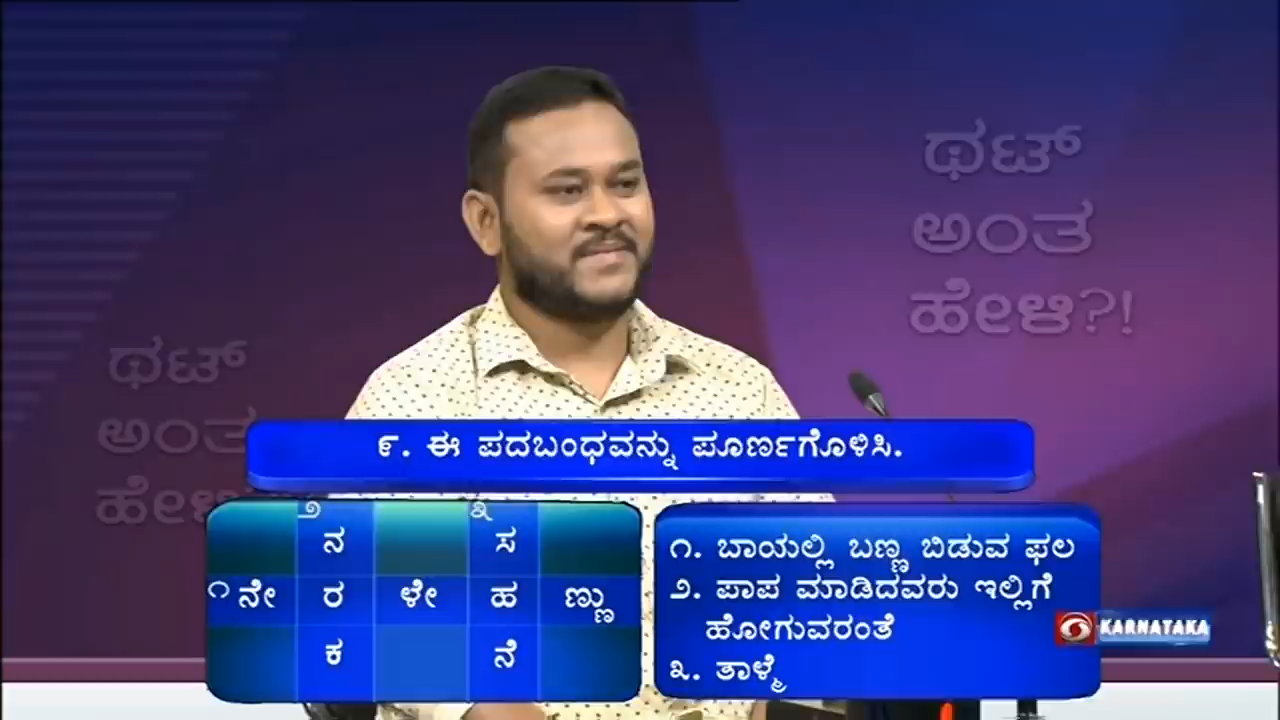 ಥಟ್
ಅಂತ
ಹೇಳಿ?!
ಥಟ್
ಅಂತ
ಹೇಳಿ
೯. ಈ ಪದಬಂಧವನ್ನು ಪೂರ್ಣಗೊಳಿಸಿ.
೨ ೩
ನ ಸ
೧ ನೇ ರ ಳೇ ಹ ಣ್ಣು
ಕ ನೆ
೧. ಬಾಯಲ್ಲಿ ಬಣ್ಣ ಬಿಡುವ ಫಲ
೨. ಪಾಪ ಮಾಡಿದವರು ಇಲ್ಲಿಗೆ
ಹೋಗುವರಂತೆ
೩. ತಾಳ್ಮೆ
KARNATAKA